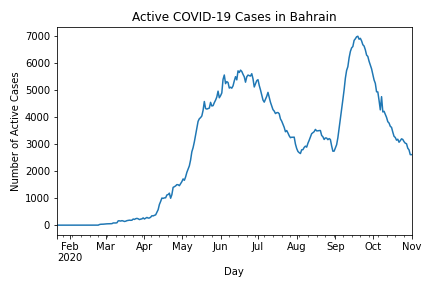 Active COVID-19 Cases in Bahrain
Number of Active Cases
7000
6000
5000
4000
3000
2000
1000
0
Feb Mar Apr May Jun Jul Aug Sep Oct Nov
2020
Day